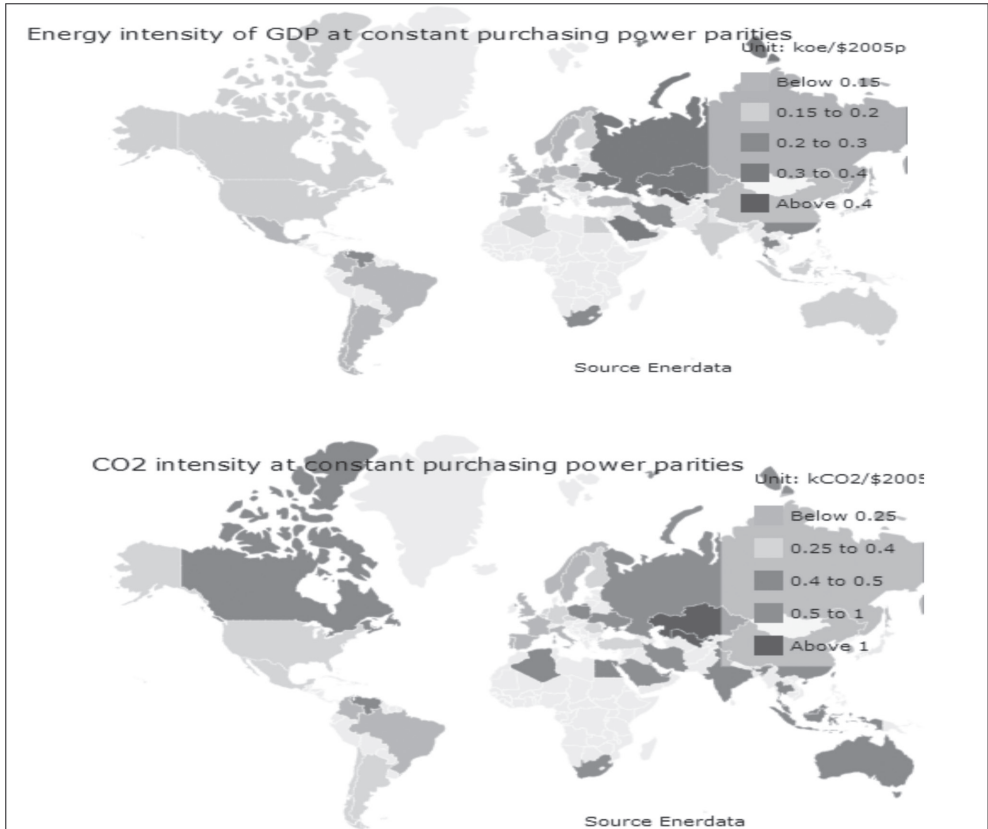 Energy intensity of GDP at constant purchasing power parities
Unit: koe/$2005p
Below 0.15
0.15 to 0.2
0.2 to 0.3
0.3 to 0.4
Above 0.4
Source Enerdata
CO2 intensity at constant purchasing power parities
Unit: kCO2/$2005
Below 0.25
0.25 to 0.4
0.4 to 0.5
0.5 to 1
Above 1
Source Enerdata